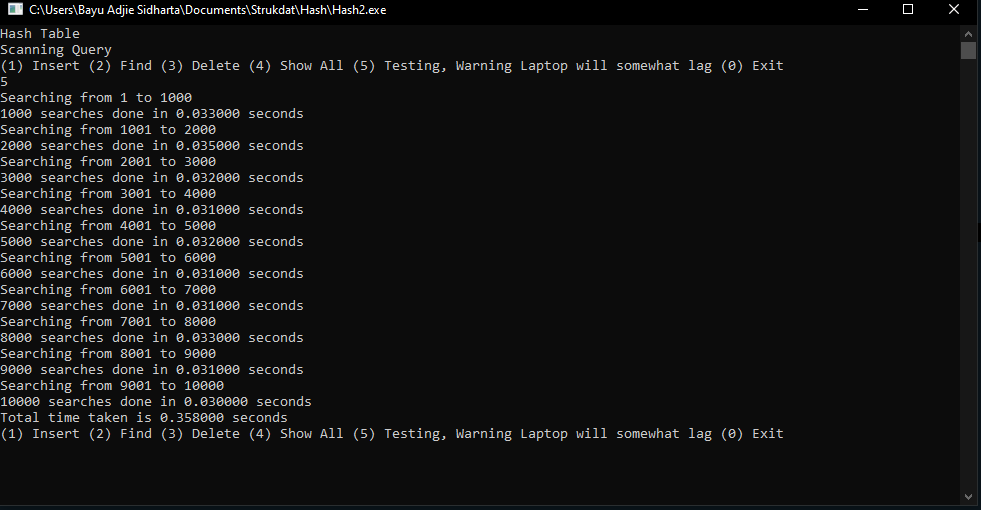 C:\Users\Bayu Adjie Sidharta\Documents\Strukdat\Hash\Hash2.exe
Hash Table
Scanning Query
(1) Insert (2) Find (3) Delete (4) Show All (5) Testing, Warning Laptop will somewhat lag (0) Exit
5
Searching from 1 to 1000
1000 searches done in 0.033000 seconds
Searching from 1001 to 2000
2000 searches done in 0.035000 seconds
Searching from 2001 to 3000
3000 searches done in 0.032000 seconds
Searching from 3001 to 4000
4000 searches done in 0.031000 seconds
Searching from 4001 to 5000
5000 searches done in 0.032000 seconds
Searching from 5001 to 6000
6000 searches done in 0.031000 seconds
Searching from 6001 to 7000
7000 searches done in 0.031000 seconds
Searching from 7001 to 8000
8000 searches done in 0.033000 seconds
Searching from 8001 to 9000
9000 searches done in 0.031000 seconds
Searching from 9001 to 10000
10000 searches done in 0.030000 seconds
Total time taken is 0.358000 seconds
(1) Insert (2) Find (3) Delete (4) Show All (5) Testing, Warning Laptop will somewhat lag (0) Exit